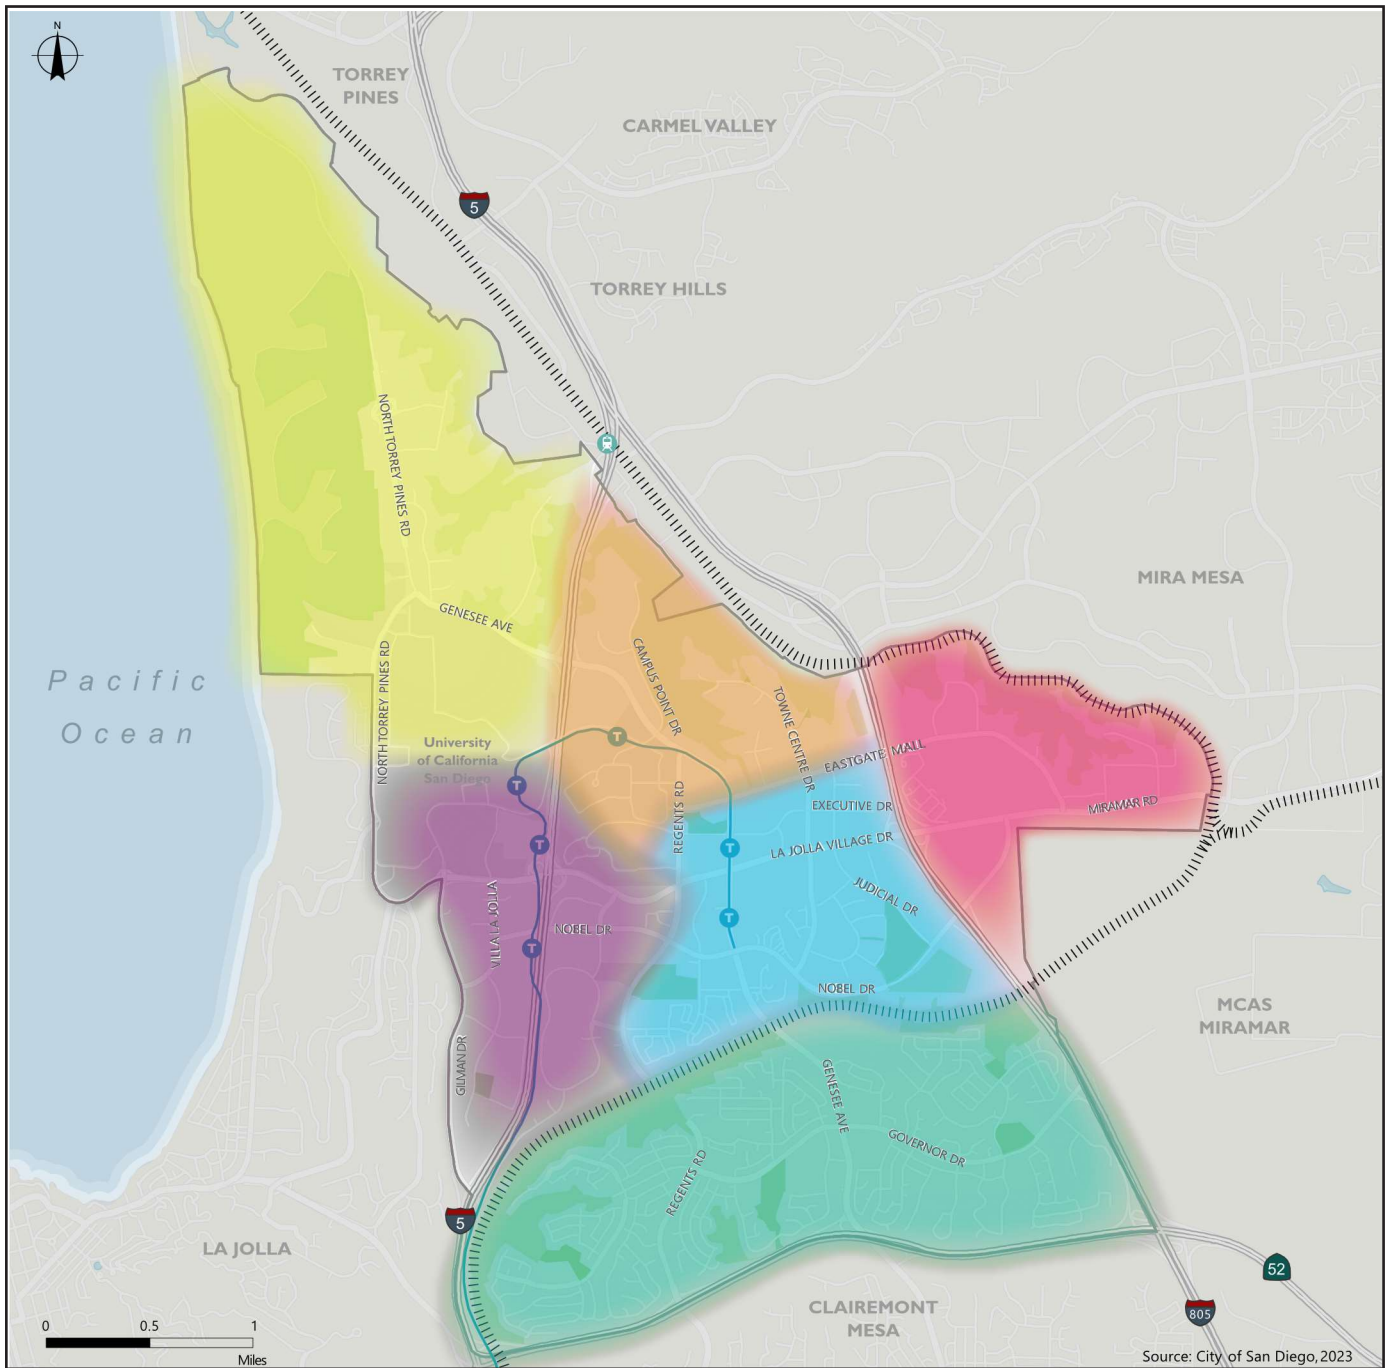 N
TORREY
PINES
CARMEL VALLEY
5
TORREY HILLS
NORTH TORREY PINES RD
MIRA MESA
GENESEE AVE
CAMPUS POINT DR
NORTH TORREY PINES RD
Pacific
Ocean
TOWNE CENTRE DR
University
of California
San Diego
T
T
EASTGATE MALL
REGENTS RD
EXECUTIVE DR
MIRAMAR RD
T
T
LA JOLLA VILLAGE DR
JUDICIAL DR
VILLA LA JOLLA
NOBEL DR
T
T
NOBEL DR
MCAS
MIRAMAR
GILMAN DR
GENESEE AVE
GOVERNOR DR
REGENTS RD
5
LA JOLLA
52
CLAIREMONT
MESA
805
0 0.5 1
Miles
Source: City of San Diego, 2023